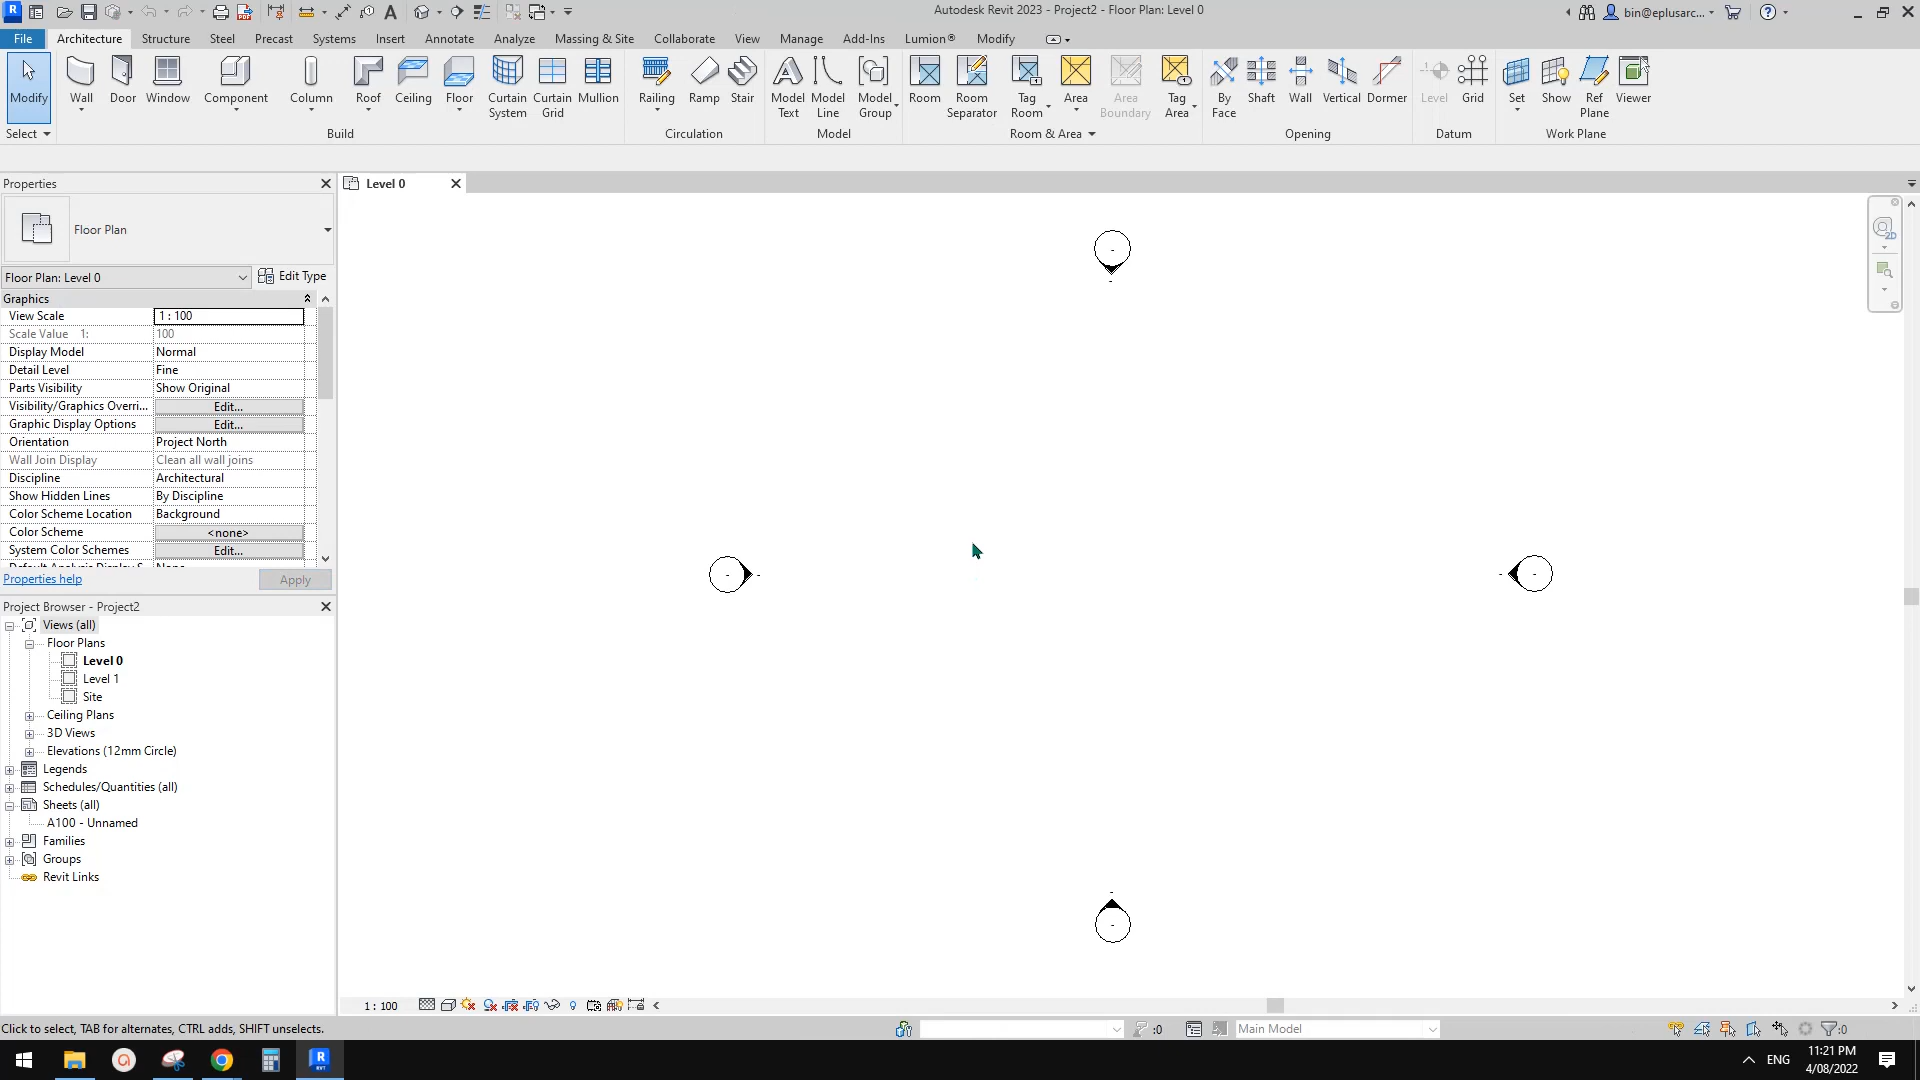 Autodesk Revit 2023 - Project2 - Floor Plan: Level 0
bin@eplusarc...
File Architecture Structure Steel Precast Systems Insert Annotate Analyze Massing & Site Collaborate View Manage Add-Ins Lumion® Modify
Modify Wall Door Window Component Column Roof Ceiling Floor Curtain System Curtain Grid Mullion Railing Ramp Stair Model Text Model Line Model Group Room Room Separator Tag Room Area Area Boundary Tag Area By Face Shaft Wall Vertical Dormer Level Grid Set Show Ref Plane Viewer
Select Build Circulation Model Room & Area Opening Datum Work Plane
Properties
Level 0
Floor Plan
Floor Plan: Level 0
Edit Type
Graphics
View Scale 1 : 100
Scale Value 1: 100
Display Model Normal
Detail Level Fine
Parts Visibility Show Original
Visibility/Graphics Overri... Edit...
Graphic Display Options Edit...
Orientation Project North
Wall Join Display Clean all wall joins
Discipline Architectural
Show Hidden Lines By Discipline
Color Scheme Location Background
Color Scheme <none>
System Color Schemes Edit...
Properties help
Apply
Project Browser - Project2
Views (all)
Floor Plans
Level 0
Level 1
Site
Ceiling Plans
3D Views
Elevations (12mm Circle)
Legends
Schedules/Quantities (all)
Sheets (all)
A100 - Unnamed
Families
Groups
Revit Links
1 : 100
Click to select, TAB for alternates, CTRL adds, SHIFT unselects.
:0
Main Model
:0
ENG
11:21 PM
4/08/2022